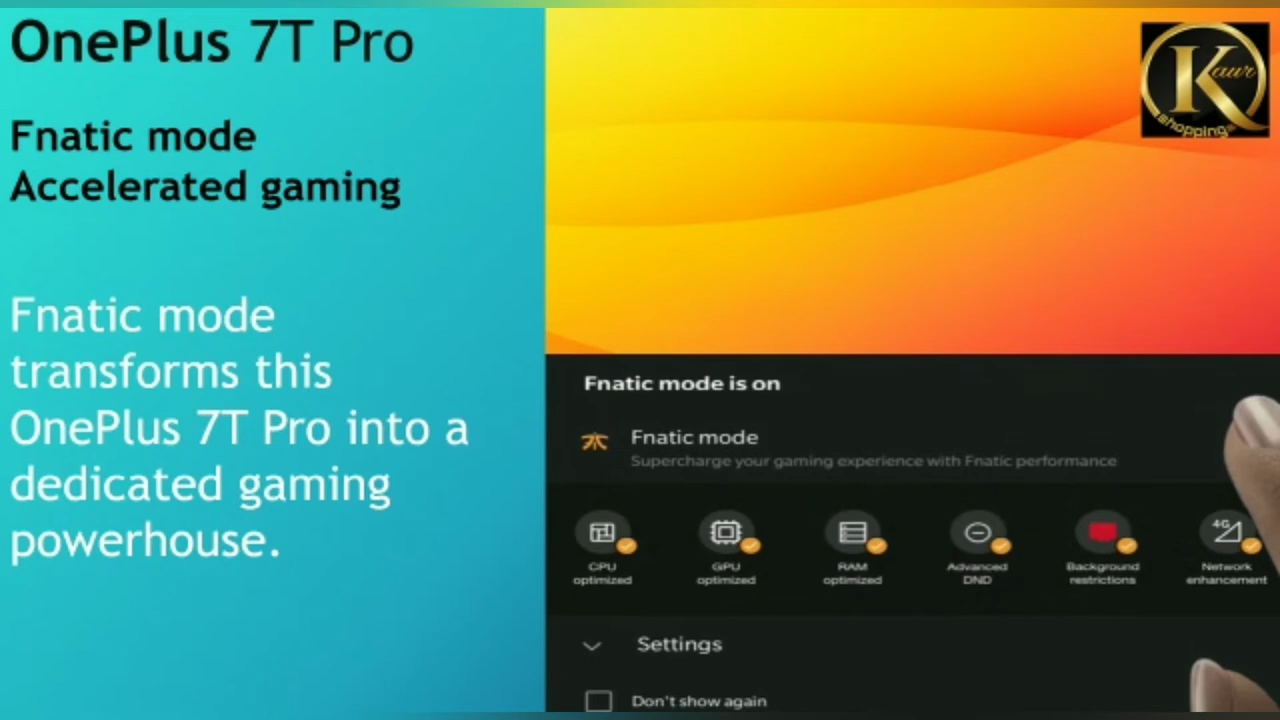 OnePlus 7T Pro
Fnatic mode
Accelerated gaming
Fnatic mode
transforms this
OnePlus 7T Pro into a
dedicated gaming
powerhouse.
K
aur
shopping
Fnatic mode is on
Fnatic mode
Supercharge your gaming experience with Fnatic performance
4G
CPU optimized
GPU optimized
RAM optimized
Advanced DND
Background restrictions
Network enhancement
Settings
Don't show again